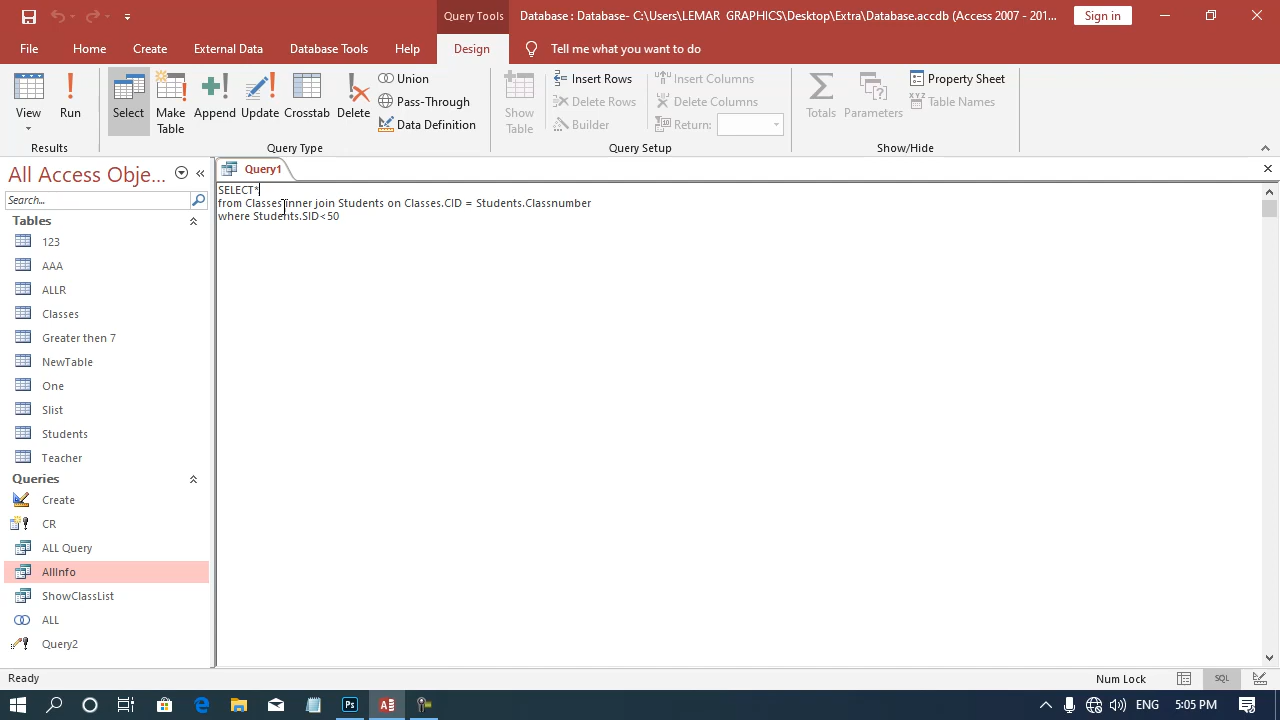 Query Tools
Database : Database- C:\Users\LEMAR GRAPHICS\Desktop\Extra\Database.accdb (Access 2007 - 201...
Sign in
File
Home
Create
External Data
Database Tools
Help
Design
Tell me what you want to do
View
Run
Select
Make Table
Append
Update
Crosstab
Delete
Union
Pass-Through
Data Definition
Show Table
Insert Rows
Delete Rows
Builder
Insert Columns
Delete Columns
Return:
Totals
Parameters
Property Sheet
Table Names
Results
Query Type
Query Setup
Show/Hide
All Access Obje...
Search...
Tables
123
AAA
ALLR
Classes
Greater then 7
NewTable
One
Slist
Students
Teacher
Queries
Create
CR
ALL Query
AllInfo
ShowClassList
ALL
Query2
Query1
SELECT*
from Classes inner join Students on Classes.CID = Students.Classnumber
where Students.SID<50
Ready
Num Lock
SQL
ENG
5:05 PM